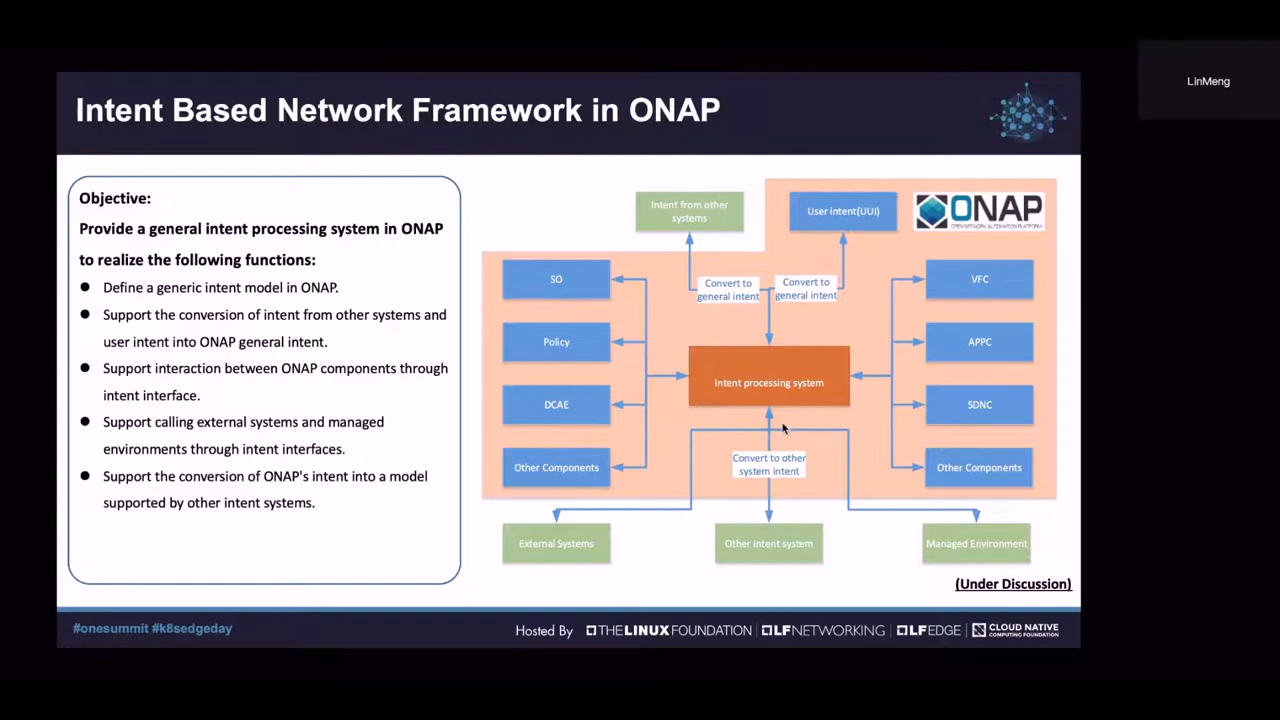 LinMeng
Intent Based Network Framework in ONAP
Objective:
Provide a general intent processing system in ONAP
to realize the following functions:
● Define a generic intent model in ONAP.
● Support the conversion of intent from other systems and
user intent into ONAP general intent.
● Support interaction between ONAP components through
intent interface.
● Support calling external systems and managed
environments through intent interfaces.
● Support the conversion of ONAP's intent into a model
supported by other intent systems.
Intent from other
systems
User intent(UUI)
ONAP
OPEN NETWORK AUTOMATION PLATFORM
Convert to
general intent
Convert to
general intent
SO
Policy
DCAE
Other Components
Intent processing system
VFC
APPC
SDNC
Other Components
Convert to other
system intent
External Systems
Other Intent system
Managed Environment
(Under Discussion)
#onesummit #k8sedgeday
Hosted By
THE LINUX FOUNDATION
LFNETWORKING
LFEDGE
CLOUD NATIVE
COMPUTING FOUNDATION